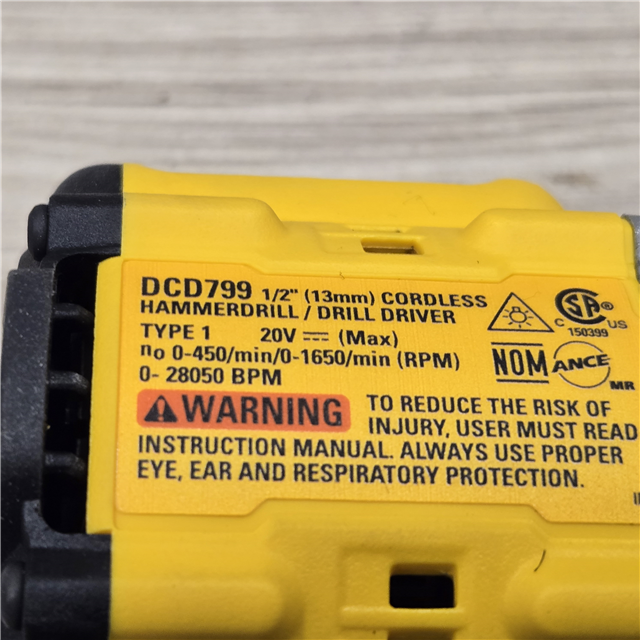 DCD799 1/2" (13mm) CORDLESS
HAMMERDRILL / DRILL DRIVER
TYPE 1 20V ⎓ (Max)
no 0-450/min/0-1650/min (RPM)
0- 28050 BPM
C SA ® US
150399
NOM ANCE MR
⚠WARNING TO REDUCE THE RISK OF
INJURY, USER MUST READ
INSTRUCTION MANUAL. ALWAYS USE PROPER
EYE, EAR AND RESPIRATORY PROTECTION.